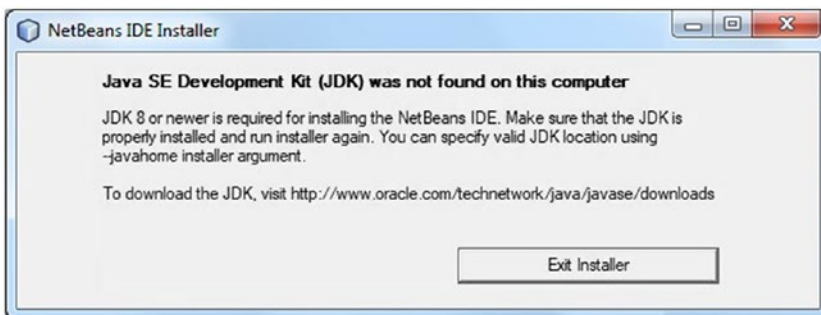 NetBeans IDE Installer
Java SE Development Kit (JDK) was not found on this computer
JDK 8 or newer is required for installing the NetBeans IDE. Make sure that the JDK is
properly installed and run installer again. You can specify valid JDK location using
--javahome installer argument.
To download the JDK, visit http://www.oracle.com/technetwork/java/javase/downloads
Exit Installer